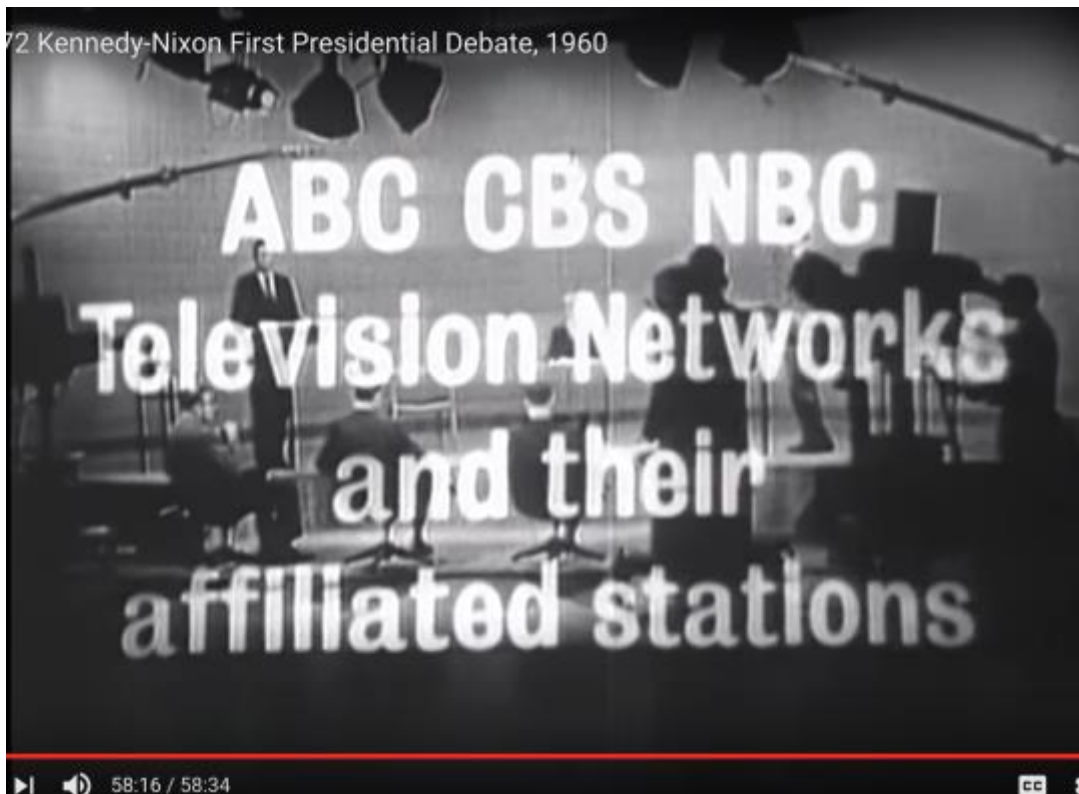 72 Kennedy-Nixon First Presidential Debate, 1960
ABC CBS NBC
Television Networks
and their
affiliated stations
58:16 / 58:34
CC